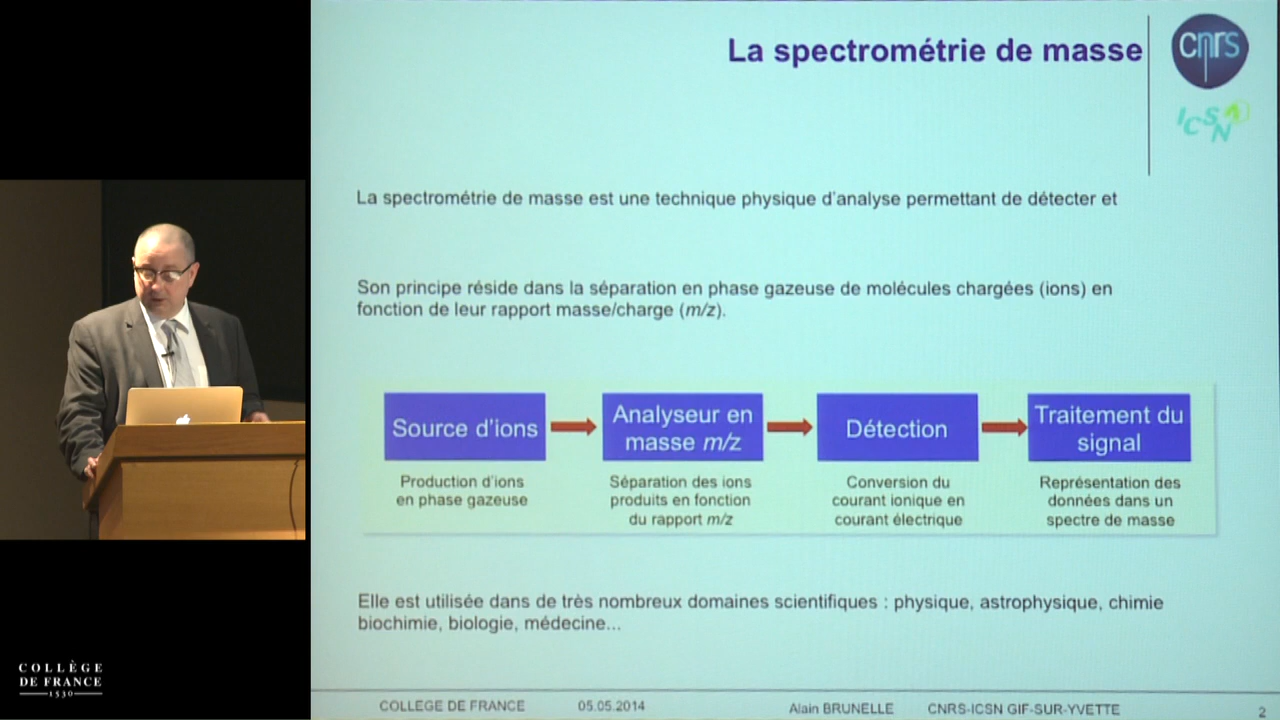 La spectrométrie de masse
cnrs
ICSN
La spectrométrie de masse est une technique physique d'analyse permettant de détecter et
Son principe réside dans la séparation en phase gazeuse de molécules chargées (ions) en
fonction de leur rapport masse/charge (m/z).
Source d'ions
Analyseur en
masse m/z
Détection
Traitement du
signal
Production d'ions
en phase gazeuse
Séparation des ions
produits en fonction
du rapport m/z
Conversion du
courant ionique en
courant électrique
Représentation des
données dans un
spectre de masse
Elle est utilisée dans de très nombreux domaines scientifiques : physique, astrophysique, chimie
biochimie, biologie, médecine...
COLLEGE DE FRANCE 05.05.2014 Alain BRUNELLE CNRS-ICSN GIF-SUR-YVETTE 2
COLLÈGE
DE FRANCE
1530